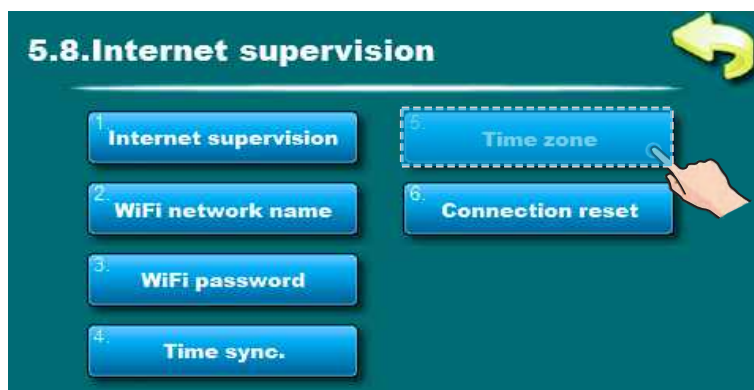 5.8.Internet supervision
1.
Internet supervision
2.
WiFi network name
3.
WiFi password
4.
Time sync.
5.
Time zone
6.
Connection reset